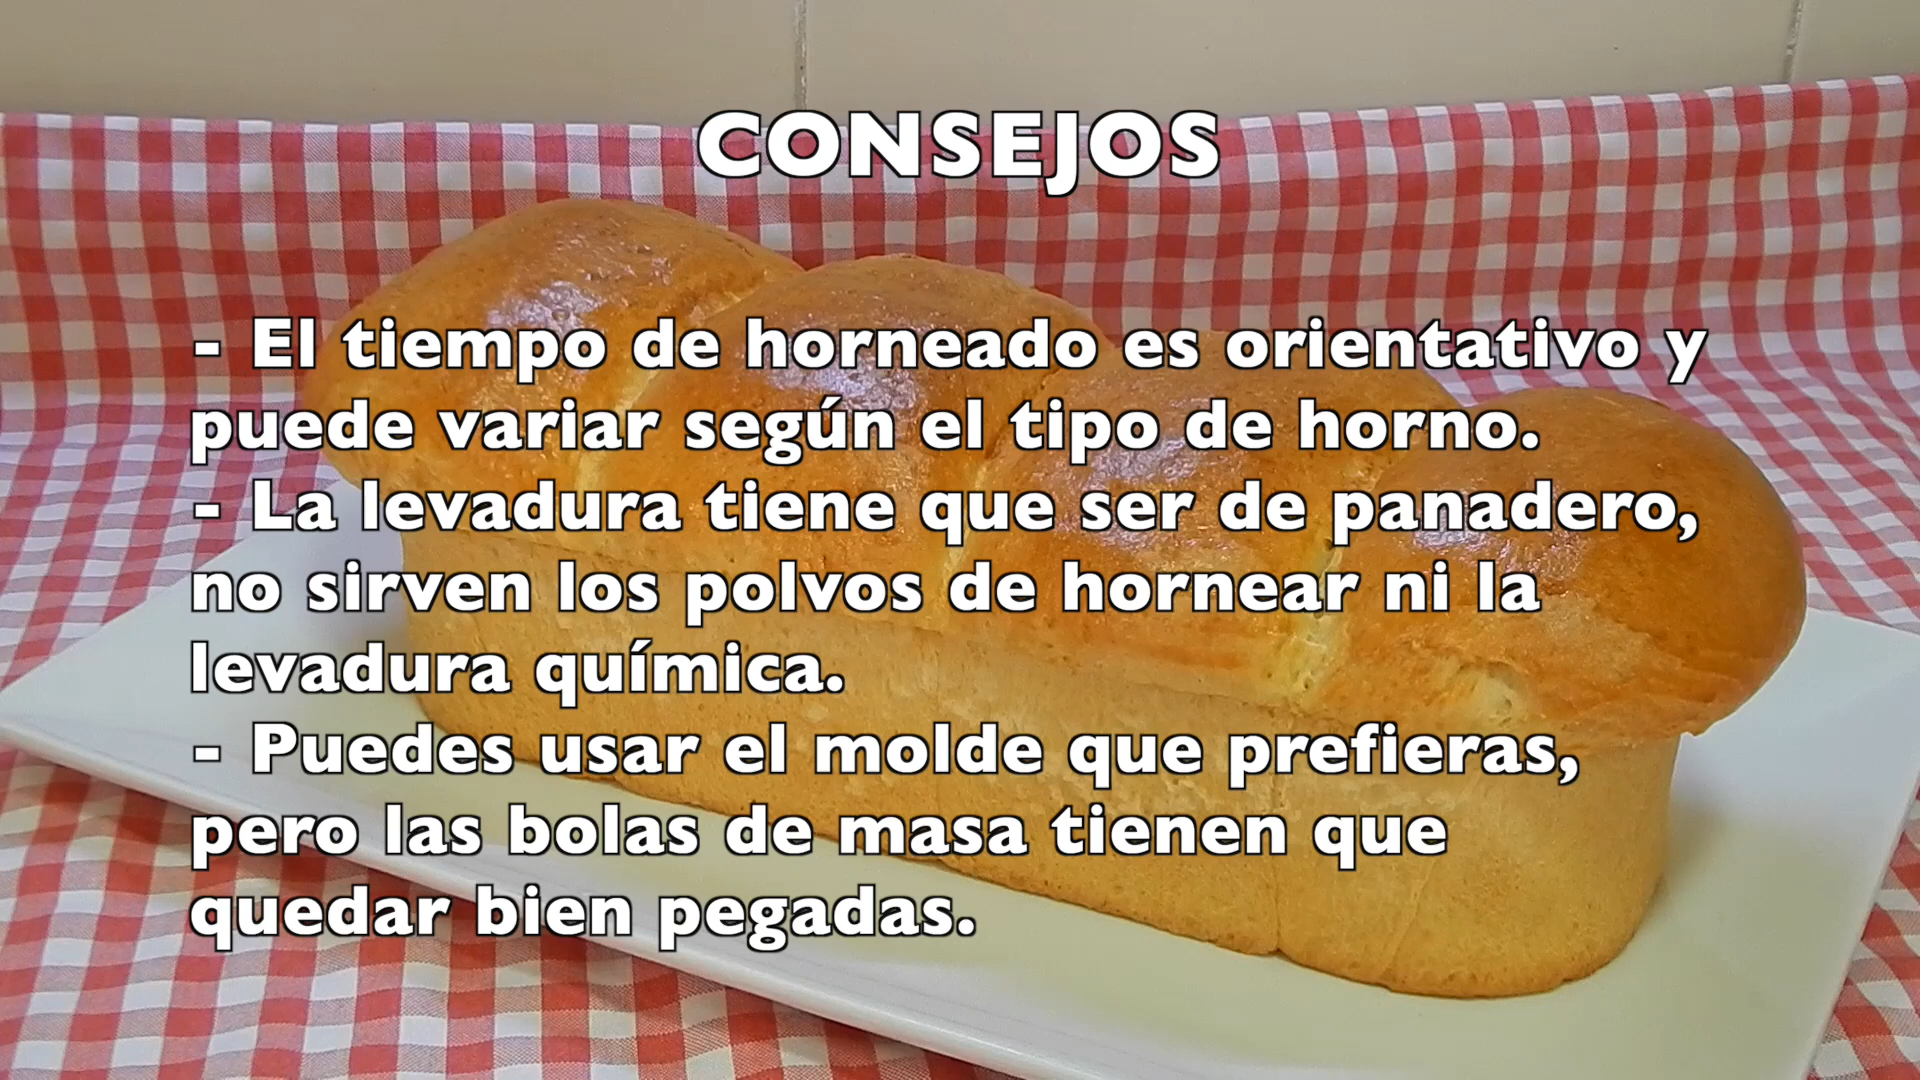 CONSEJOS
- El tiempo de horneado es orientativo y
puede variar según el tipo de horno.
- La levadura tiene que ser de panadero,
no sirven los polvos de hornear ni la
levadura química.
- Puedes usar el molde que prefieras,
pero las bolas de masa tienen que
quedar bien pegadas.